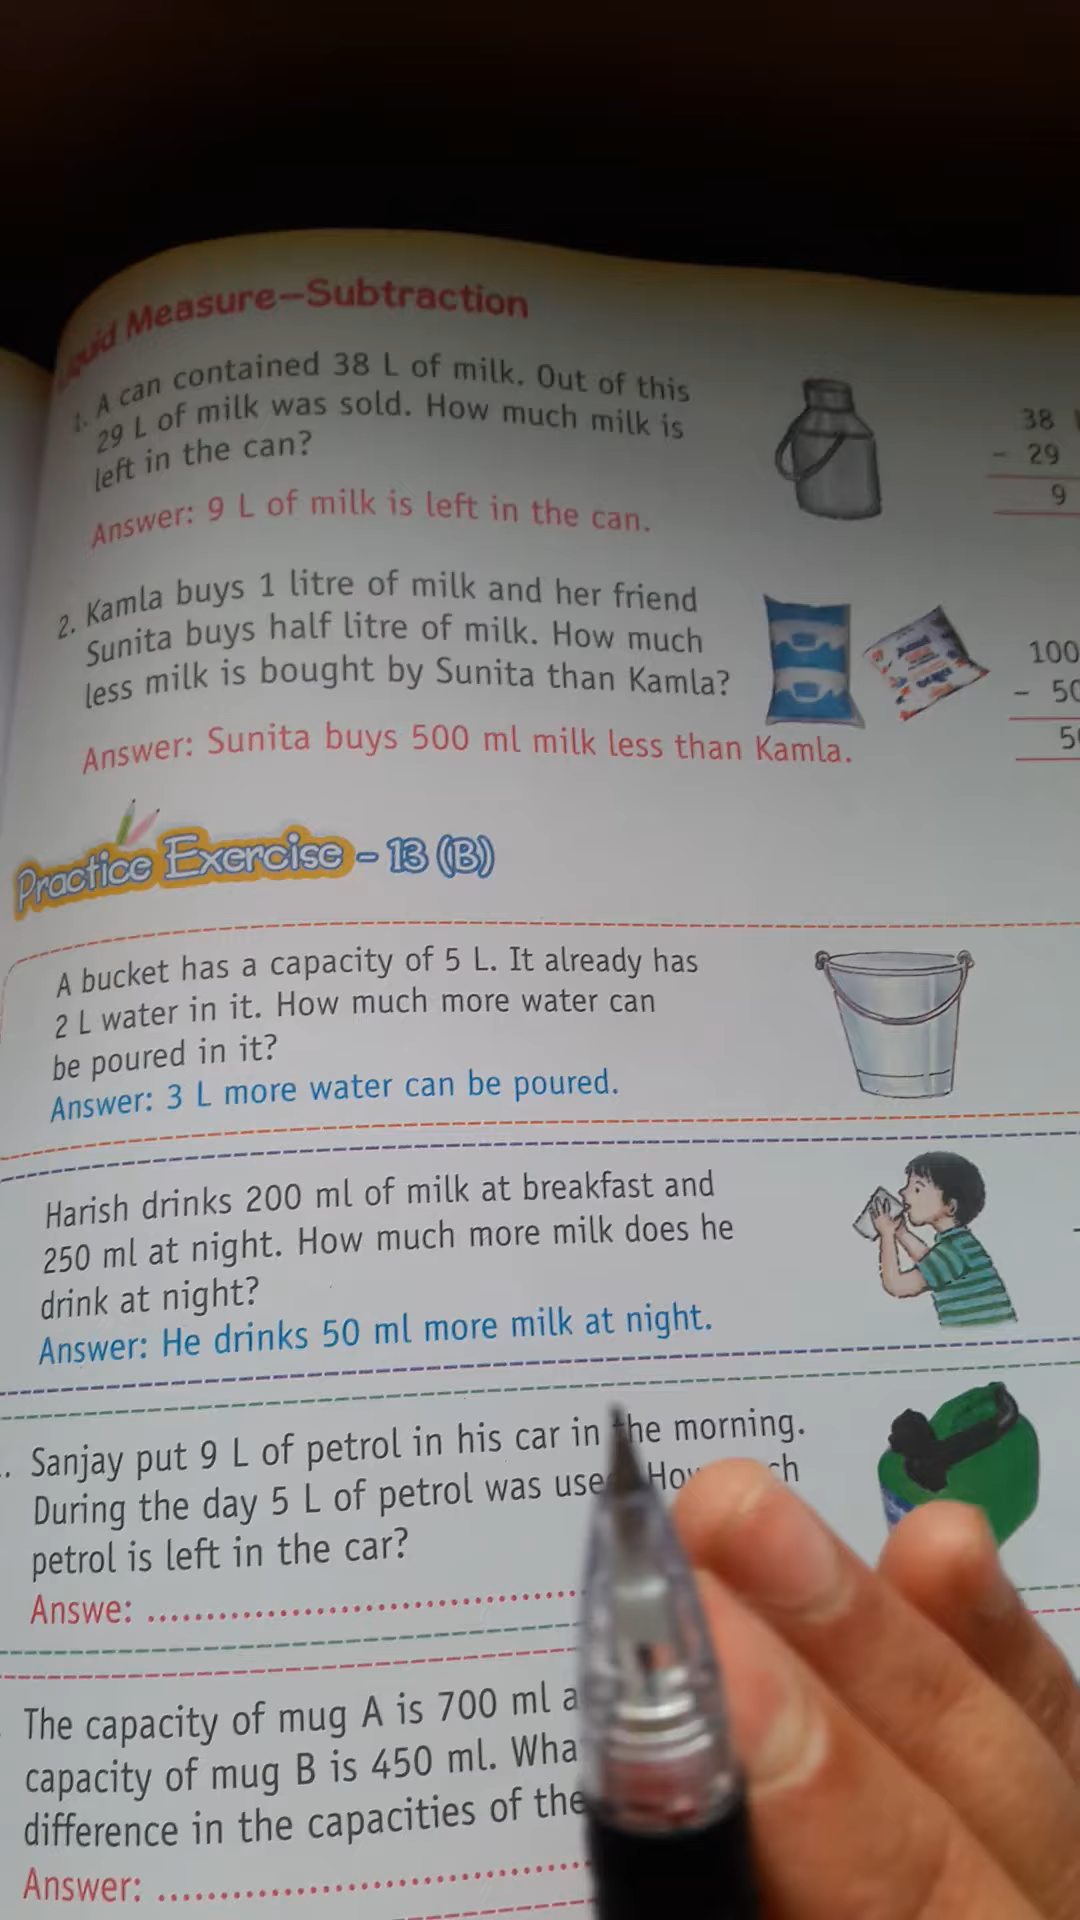 Liquid Measure–Subtraction
1. A can contained 38 L of milk. Out of this
29 L of milk was sold. How much milk is
left in the can?
38
- 29
9
Answer: 9 L of milk is left in the can.
2. Kamla buys 1 litre of milk and her friend
Sunita buys half litre of milk. How much
less milk is bought by Sunita than Kamla?
100
- 50
5
Answer: Sunita buys 500 ml milk less than Kamla.
Practice Exercise - 13 (B)
A bucket has a capacity of 5 L. It already has
2 L water in it. How much more water can
be poured in it?
Answer: 3 L more water can be poured.
Harish drinks 200 ml of milk at breakfast and
250 ml at night. How much more milk does he
drink at night?
Answer: He drinks 50 ml more milk at night.
Sanjay put 9 L of petrol in his car in the morning.
During the day 5 L of petrol was used
petrol is left in the car?
Answe: ....................................
The capacity of mug A is 700 ml a
capacity of mug B is 450 ml. Wha
difference in the capacities of the
Answer: ....................................